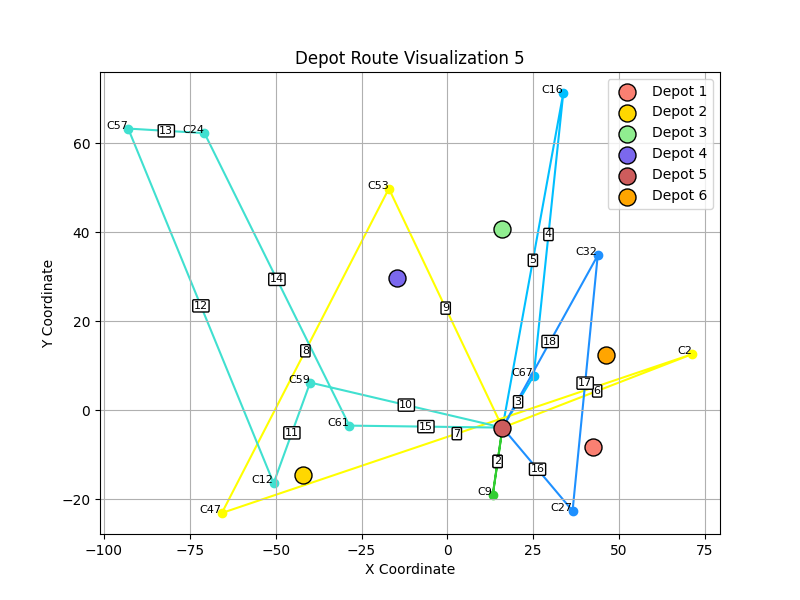 Depot Route Visualization 5
Depot 1
Depot 2
Depot 3
Depot 4
Depot 5
Depot 6
C16
C57
13
C24
C53
4
C32
5
14
12
9
18
8
C2
C67
C59
17
6
3
10
C61
15
11
7
2
16
C12
C9
C47
C27
60
40
20
0
−20
−100
−75
−50
−25
0
25
50
75
X Coordinate
Y Coordinate